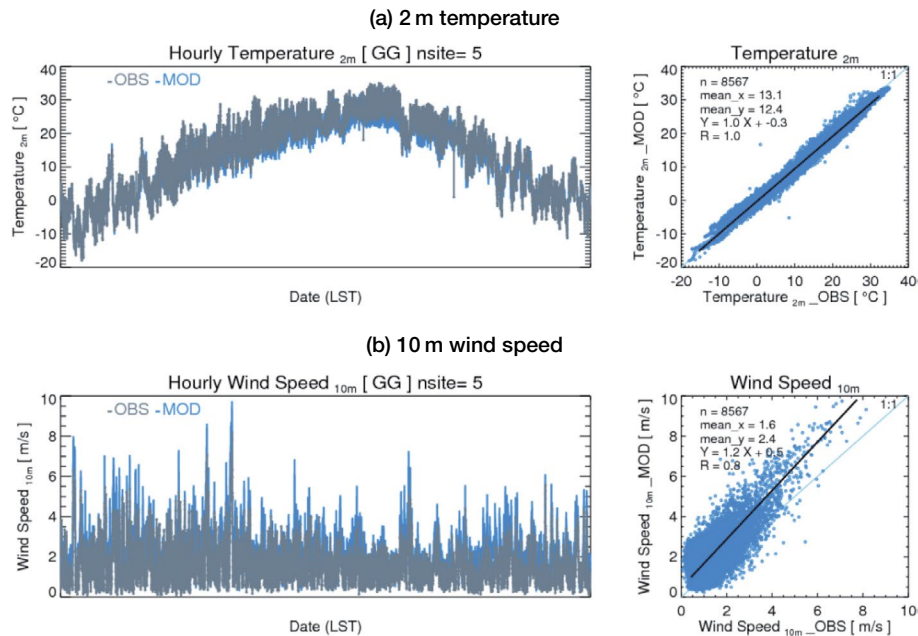 (a) 2 m temperature
Hourly Temperature 2m [ GG ] nsite= 5
-OBS -MOD
Temperature 2m [ °C ]
40
30
20
10
0
-10
-20
Date (LST)
Temperature 2m
1:1
n = 8567
mean_x = 13.1
mean_y = 12.4
Y = 1.0 X + -0.3
R = 1.0
Temperature 2m _MOD [ °C ]
40
30
20
10
0
-10
-20
-20 -10 0 10 20 30 40
Temperature 2m _OBS [ °C ]
(b) 10 m wind speed
Hourly Wind Speed 10m [ GG ] nsite= 5
-OBS -MOD
Wind Speed 10m [ m/s ]
10
8
6
4
2
0
Date (LST)
Wind Speed 10m
1:1
n = 8567
mean_x = 1.6
mean_y = 2.4
Y = 1.2 X + 0.5
R = 0.8
Wind Speed 10m _MOD [ m/s ]
10
8
6
4
2
0
0 2 4 6 8 10
Wind Speed 10m _OBS [ m/s ]